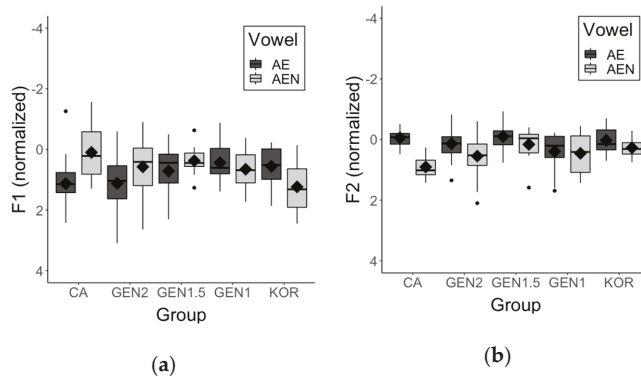 -4
-2
0
2
4
F1 (normalized)
Vowel
AE
AEN
CA
GEN2
GEN1.5
GEN1
KOR
Group
(a)
-4
-2
0
2
4
F2 (normalized)
Vowel
AE
AEN
CA
GEN2
GEN1.5
GEN1
KOR
Group
(b)